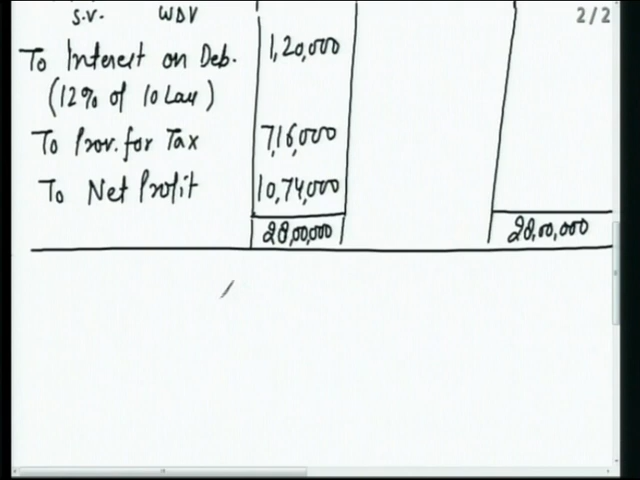 S.V. WDV 2/2
To Interest on Deb. 1,20,000
(12% of 10 Lacs)
To Prov. for Tax 7,16,000
To Net Profit 10,74,000
28,00,000 28,00,000